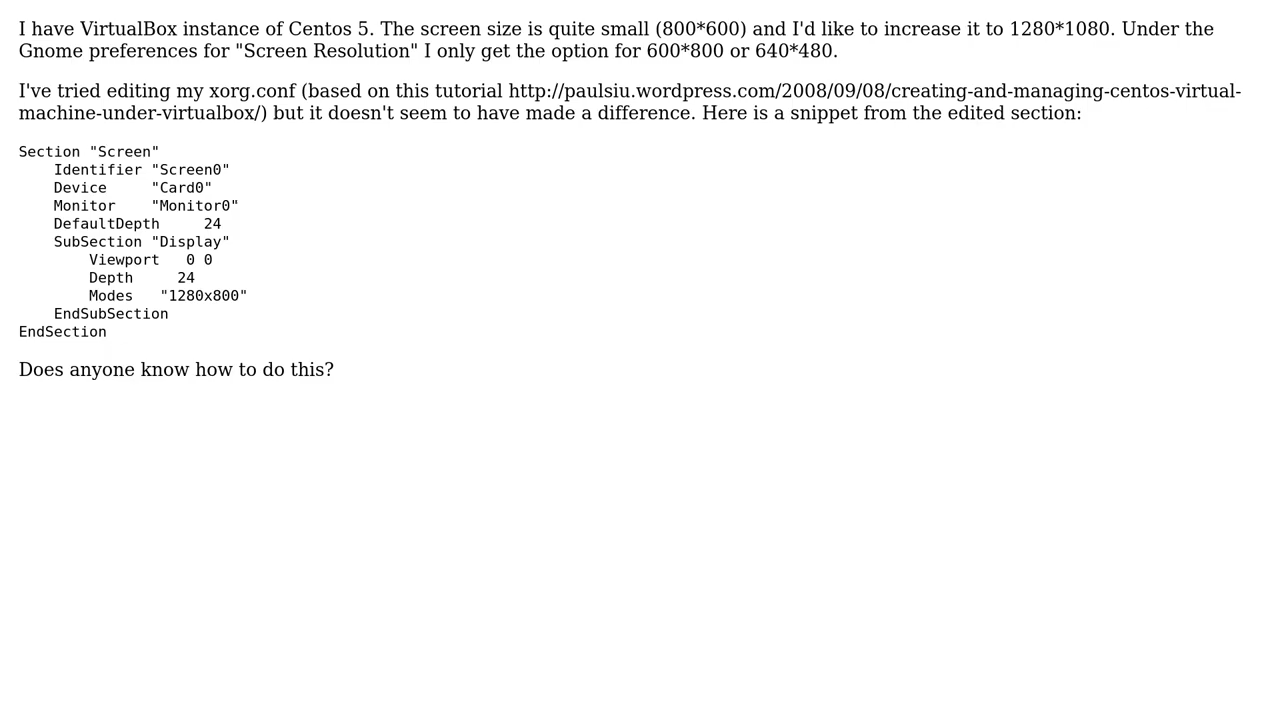 I have VirtualBox instance of Centos 5. The screen size is quite small (800*600) and I'd like to increase it to 1280*1080. Under the
Gnome preferences for "Screen Resolution" I only get the option for 600*800 or 640*480.
I've tried editing my xorg.conf (based on this tutorial http://paulsiu.wordpress.com/2008/09/08/creating-and-managing-centos-virtual-
machine-under-virtualbox/) but it doesn't seem to have made a difference. Here is a snippet from the edited section:
Section "Screen"
    Identifier "Screen0"
    Device     "Card0"
    Monitor    "Monitor0"
    DefaultDepth     24
    SubSection "Display"
        Viewport   0 0
        Depth     24
        Modes   "1280x800"
    EndSubSection
EndSection
Does anyone know how to do this?